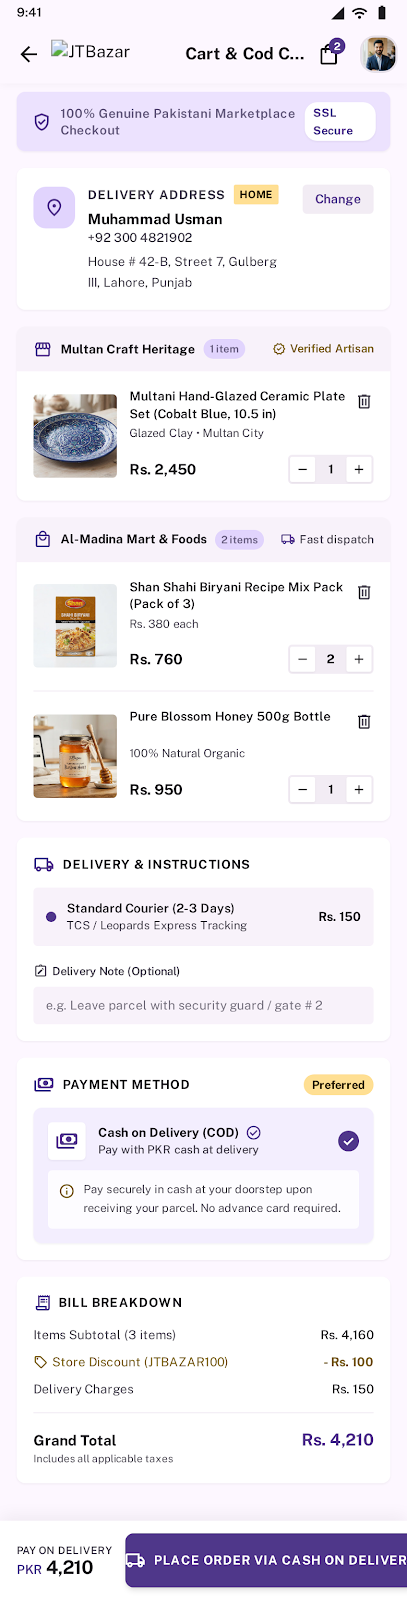 9:41
JTBazar
Cart & Cod C...
2
100% Genuine Pakistani Marketplace
Checkout
SSL
Secure
DELIVERY ADDRESS
HOME
Change
Muhammad Usman
+92 300 4821902
House # 42-B, Street 7, Gulberg
III, Lahore, Punjab
Multan Craft Heritage
1 item
Verified Artisan
Multani Hand-Glazed Ceramic Plate
Set (Cobalt Blue, 10.5 in)
Glazed Clay • Multan City
Rs. 2,450
− 1 +
Al-Madina Mart & Foods
2 items
Fast dispatch
Shan Shahi Biryani Recipe Mix Pack
(Pack of 3)
Rs. 380 each
Rs. 760
− 2 +
Shan
SHAHI BIRYANI
Pure Blossom Honey 500g Bottle
100% Natural Organic
Rs. 950
− 1 +
DELIVERY & INSTRUCTIONS
Standard Courier (2-3 Days)
TCS / Leopards Express Tracking
Rs. 150
Delivery Note (Optional)
e.g. Leave parcel with security guard / gate # 2
PAYMENT METHOD
Preferred
Cash on Delivery (COD)
Pay with PKR cash at delivery
Pay securely in cash at your doorstep upon
receiving your parcel. No advance card required.
BILL BREAKDOWN
Items Subtotal (3 items)
Rs. 4,160
Store Discount (JTBAZAR100)
- Rs. 100
Delivery Charges
Rs. 150
Grand Total
Rs. 4,210
Includes all applicable taxes
PAY ON DELIVERY
PKR 4,210
PLACE ORDER VIA CASH ON DELIVER